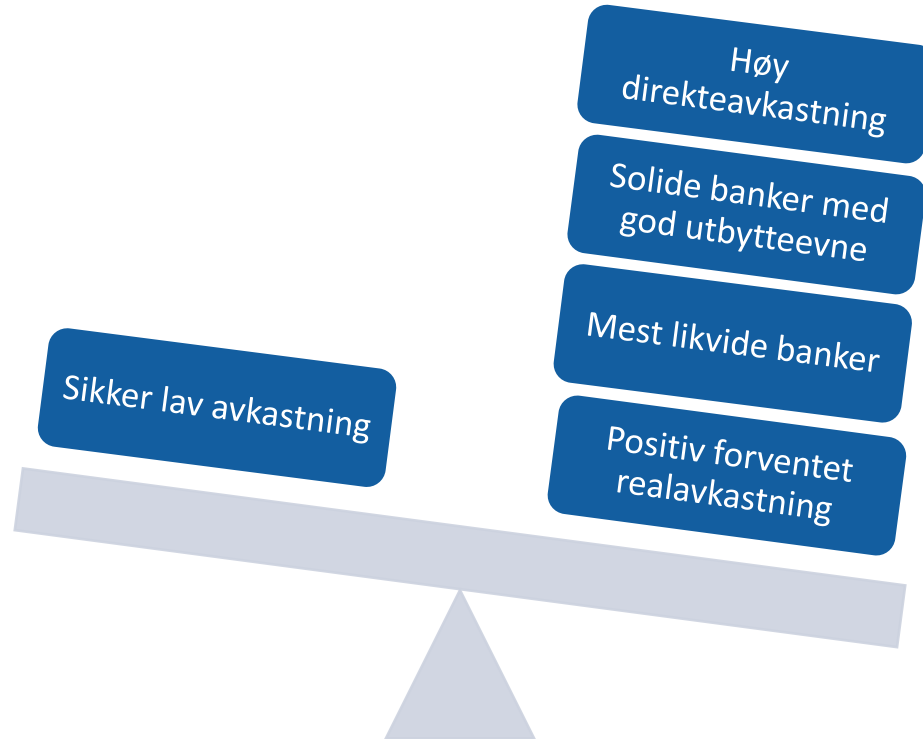 Høy
direkteavkastning
Solide banker med
god utbytteevne
Mest likvide banker
Sikker lav avkastning
Positiv forventet
realavkastning